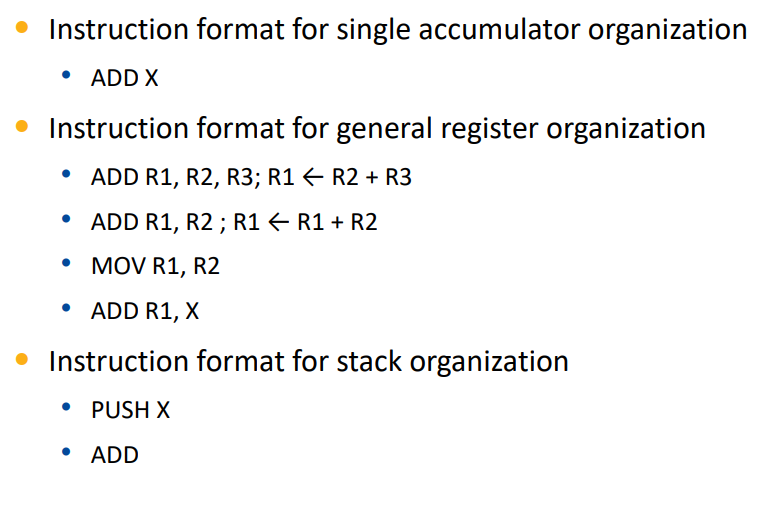 Instruction format for single accumulator organization
ADD X
Instruction format for general register organization
ADD R1, R2, R3; R1 ← R2 + R3
ADD R1, R2 ; R1 ← R1 + R2
MOV R1, R2
ADD R1, X
Instruction format for stack organization
PUSH X
ADD